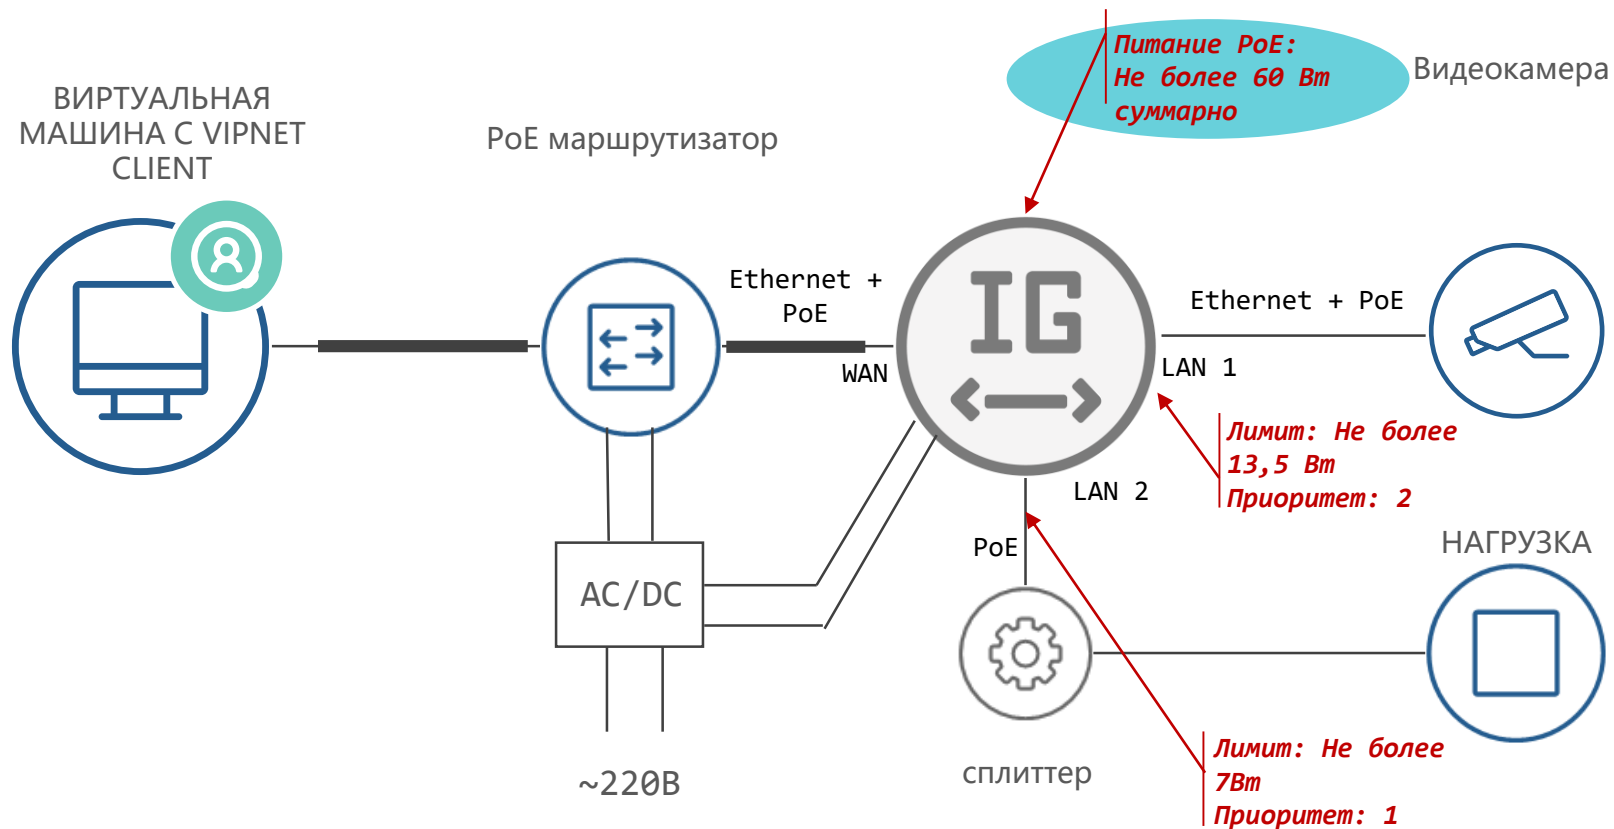 Питание PoE:
Не более 60 Вт
суммарно
Видеокамера
ВИРТУАЛЬНАЯ
МАШИНА С VIPNET
CLIENT
PoE маршрутизатор
Ethernet +
PoE
IG
Ethernet + PoE
WAN
LAN 1
Лимит: Не более
13,5 Вт
Приоритет: 2
LAN 2
PoE
НАГРУЗКА
AC/DC
~220В
сплиттер
Лимит: Не более
7Вт
Приоритет: 1